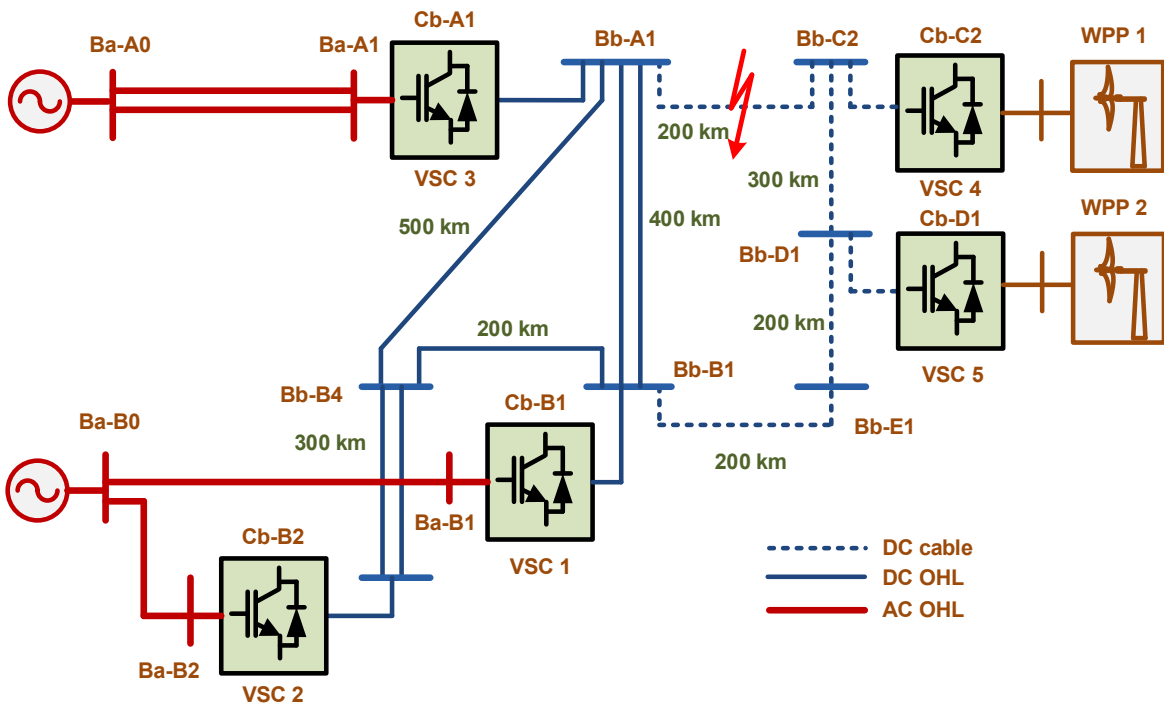 Cb-A1
Ba-A0
Ba-A1
Bb-A1
Bb-C2
Cb-C2
WPP 1
200 km
VSC 3
VSC 4
300 km
Cb-D1
WPP 2
500 km
400 km
Bb-D1
200 km
200 km
VSC 5
Bb-B4
Bb-B1
Cb-B1
Bb-E1
Ba-B0
300 km
200 km
Ba-B1
Cb-B2
VSC 1
DC cable
DC OHL
AC OHL
Ba-B2
VSC 2